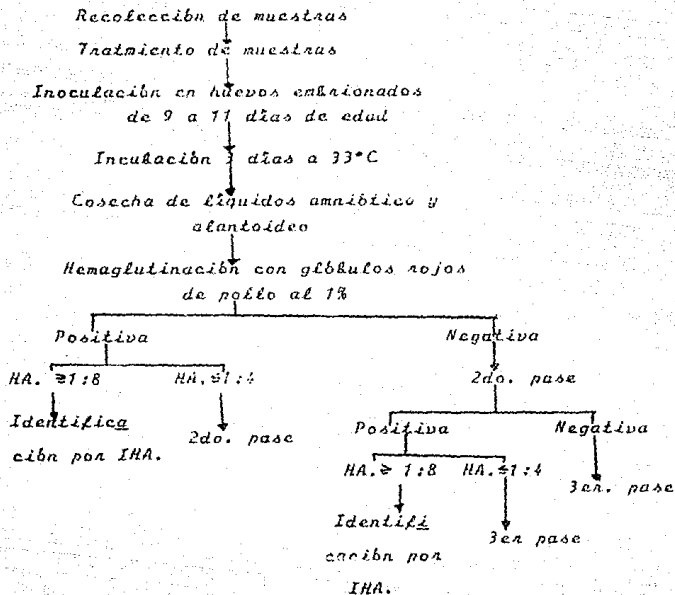 Recolección de muestras
Tratmiento de muestras
Inoculación en huevos embrionados
de 9 a 11 días de edad
Incubación 3 días a 33°C
Cosecha de líquidos amniótico y
alantoideo
Hemaglutinación con glóbulos rojos
de pollo al 1%
Positiva Negativa
HA. ≥1:8 HA.≤1:4 2do. pase
Identifica
ción por IHA.
2do. pase
Positiva Negativa
HA.≥ 1:8 HA.≤1:4
3er. pase
Identifi
cación por
IHA.
3er pase